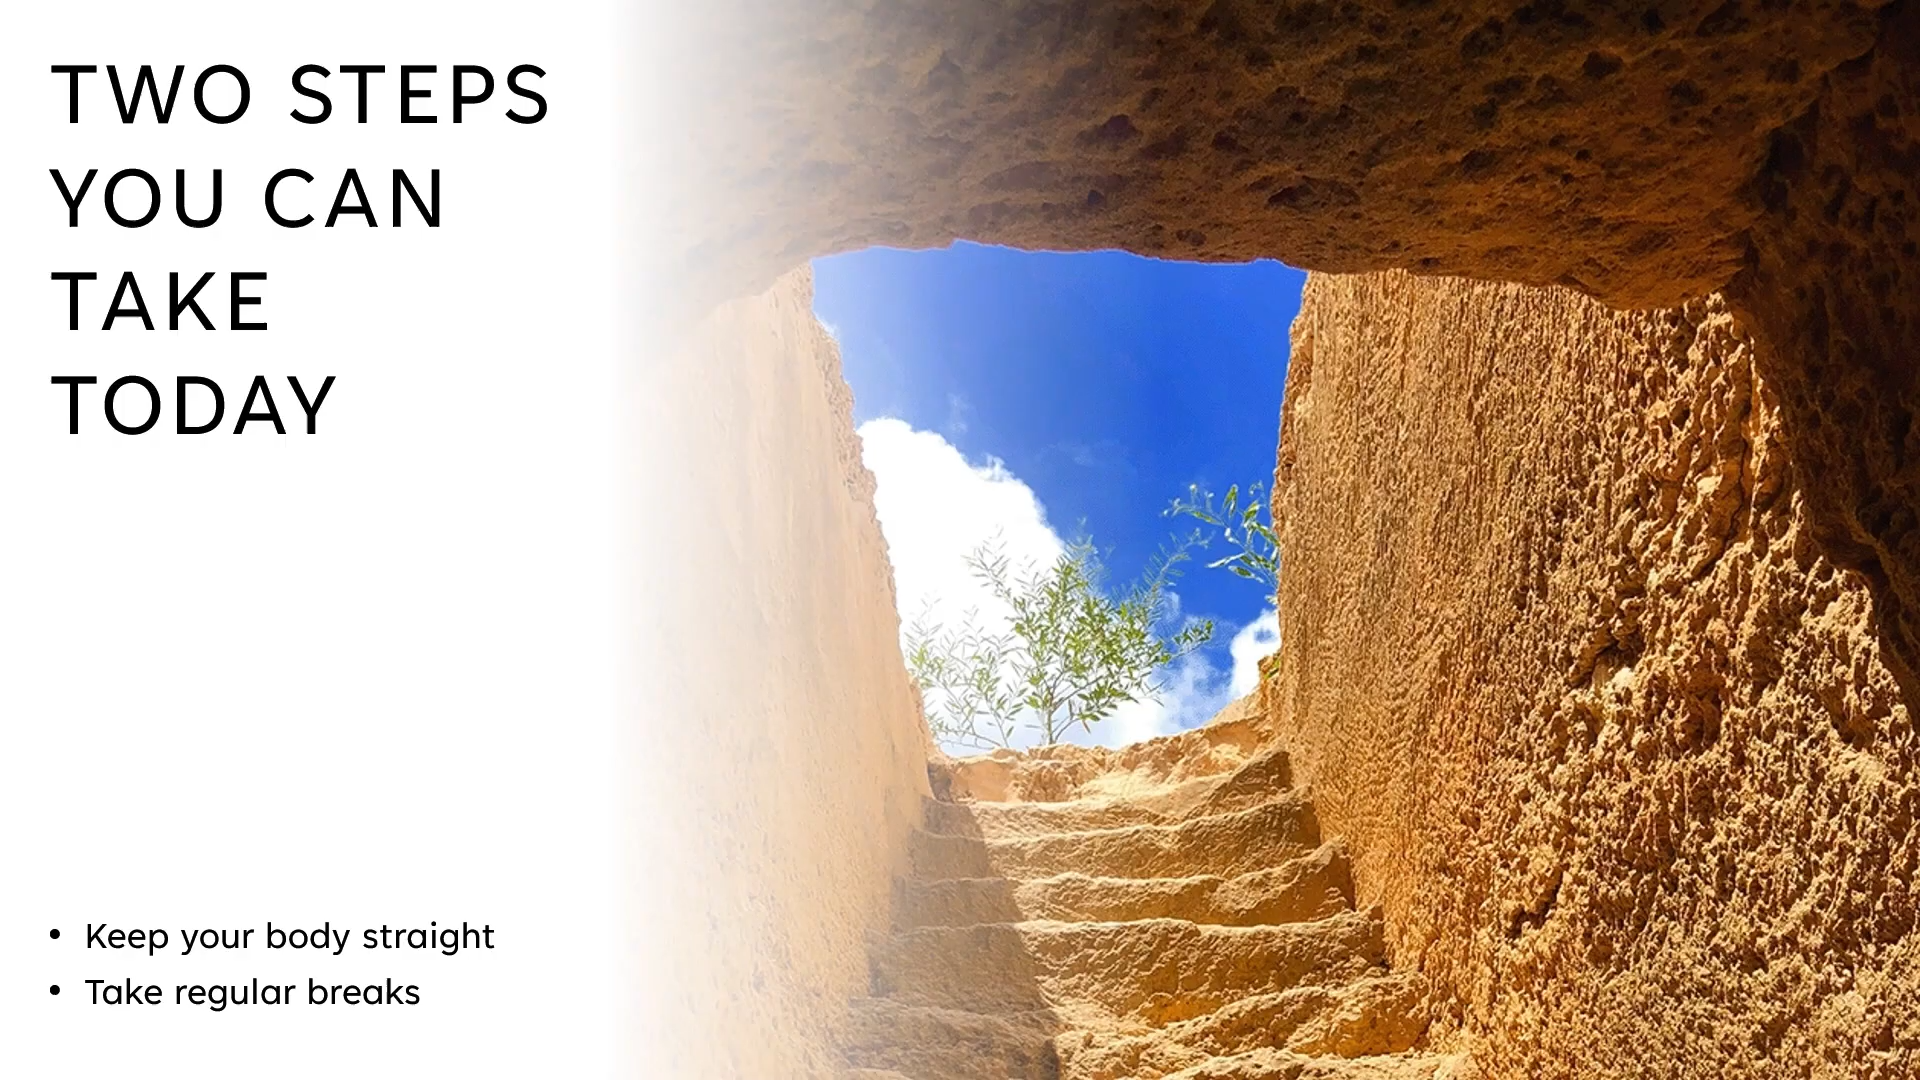 TWO STEPS
YOU CAN
TAKE
TODAY
• Keep your body straight
• Take regular breaks